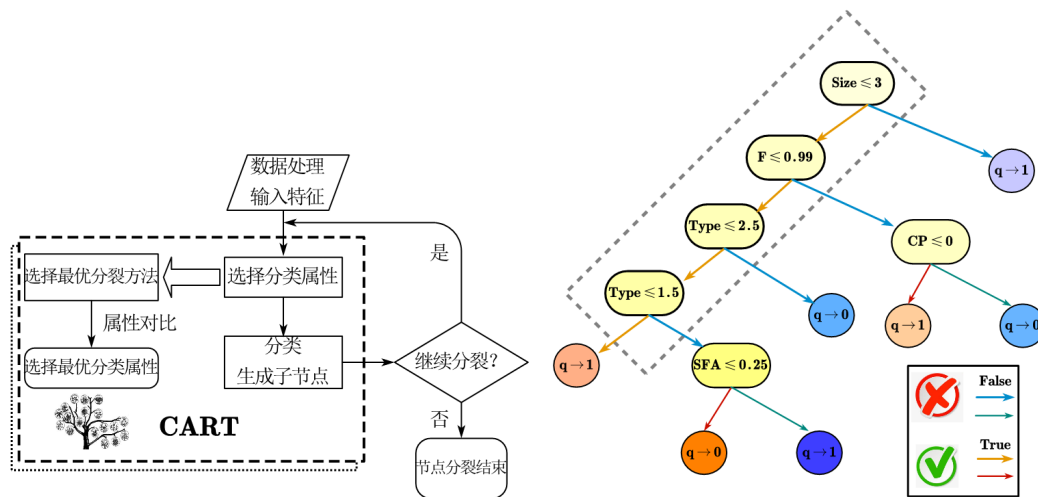 数据处理
输入特征
是
选择最优分裂方法
选择分类属性
属性对比
分类
生成子节点
选择最优分类属性
继续分裂?
CART
否
节点分裂结束
Size≤3
F≤0.99
q→1
Type≤2.5
CP≤0
Type≤1.5
q→0
q→1
q→0
q→1
SFA≤0.25
q→0
q→1
False
True